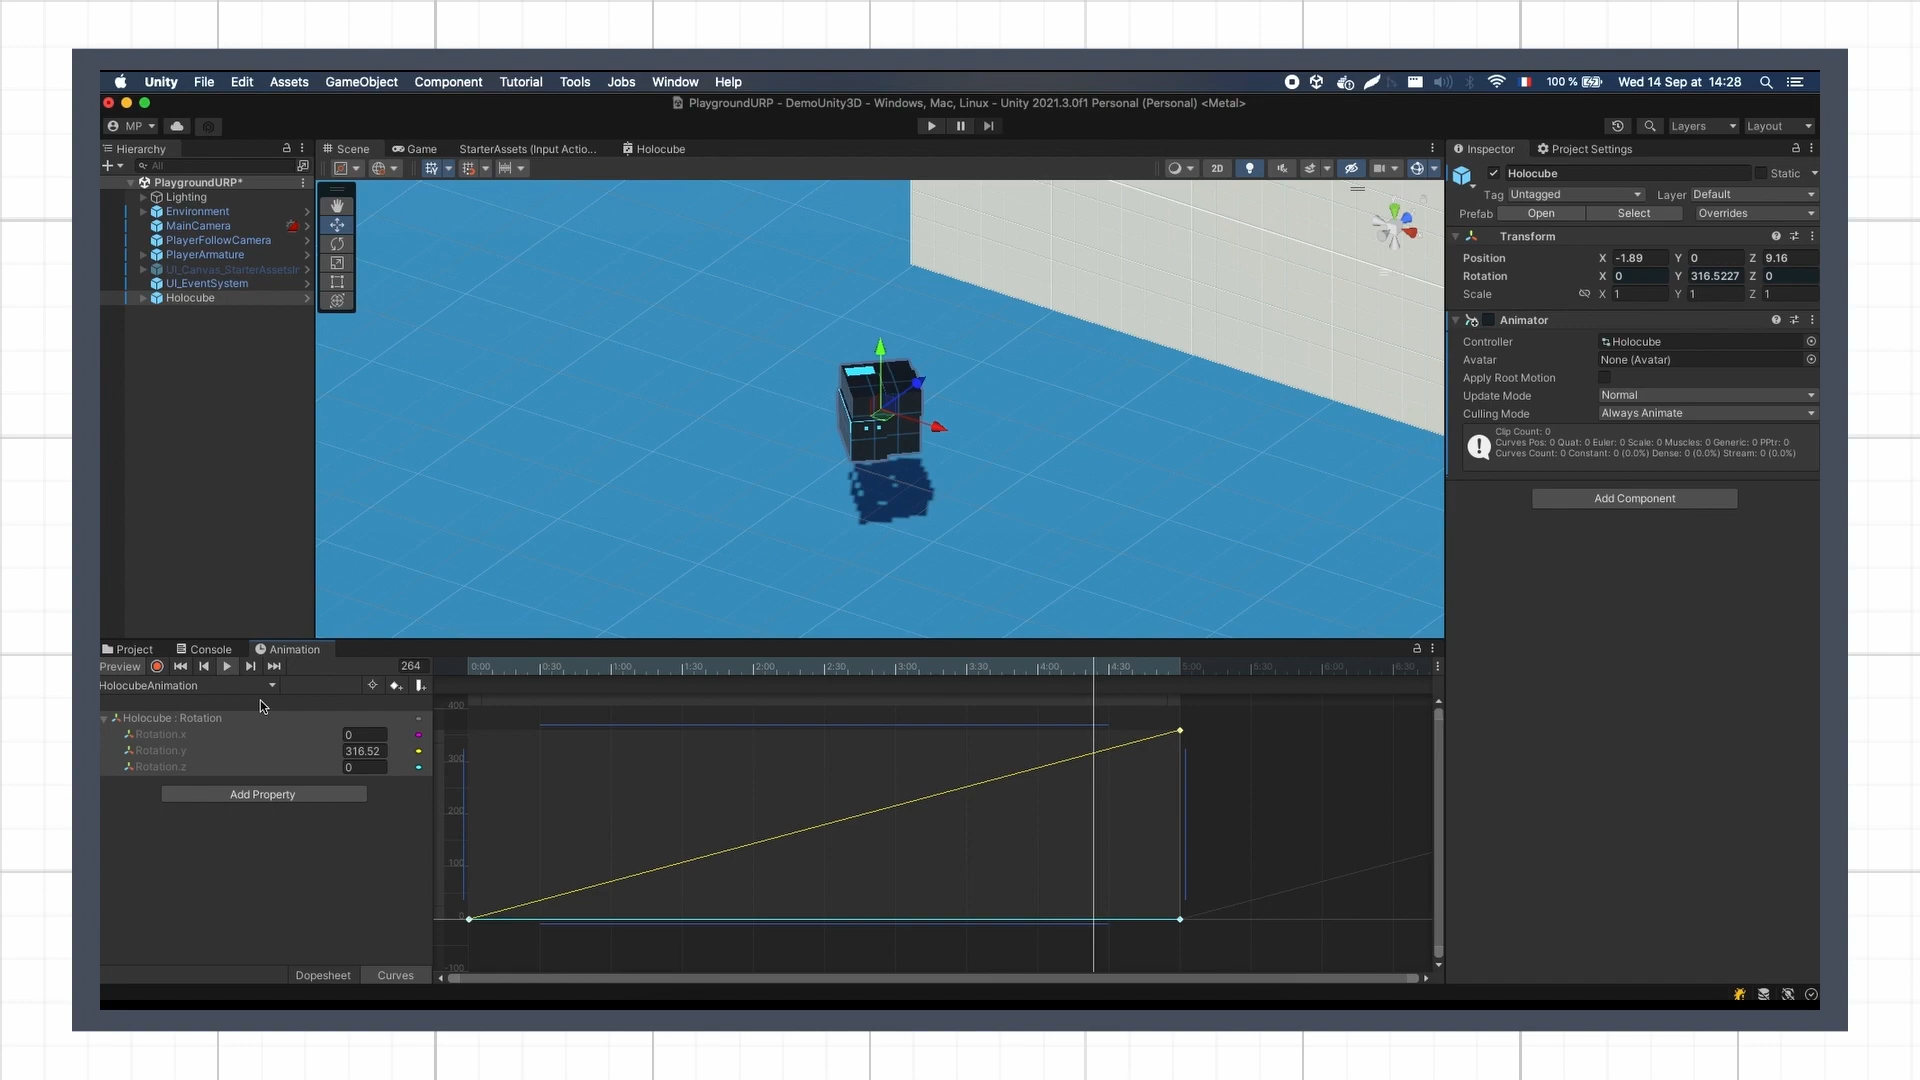 Unity File Edit Assets GameObject Component Tutorial Tools Jobs Window Help 100 % Wed 14 Sep at 14:28
PlaygroundURP - DemoUnity3D - Windows, Mac, Linux - Unity 2021.3.0f1 Personal (Personal) <Metal>
MP Layers Layout
Hierarchy Scene Game StarterAssets (Input Actio... Holocube Inspector Project Settings
All 2D
PlaygroundURP*
Lighting
Environment
MainCamera
PlayerFollowCamera
PlayerArmature
UI_Canvas_StarterAssetsIn
UI_EventSystem
Holocube
Holocube Static
Tag Untagged Layer Default
Prefab Open Select Overrides
Transform
Position X -1.89 Y 0 Z 9.16
Rotation X 0 Y 316.5227 Z 0
Scale X 1 Y 1 Z 1
Animator
Controller Holocube
Avatar None (Avatar)
Apply Root Motion
Update Mode Normal
Culling Mode Always Animate
Clip Count: 0
Curves Pos: 0 Quat: 0 Euler: 0 Scale: 0 Muscles: 0 Generic: 0 PPtr: 0
Curves Count: 0 Constant: 0 (0.0%) Dense: 0 (0.0%) Stream: 0 (0.0%)
Add Component
Project Console Animation
Preview 264 0:00 0:30 1:00 1:30 2:00 2:30 3:00 3:30 4:00 4:30 5:00 5:30 6:00 6:30
HolocubeAnimation
Holocube : Rotation
Rotation.x 0
Rotation.y 316.52
Rotation.z 0
Add Property
400
300
200
100
0
-100
Dopesheet Curves